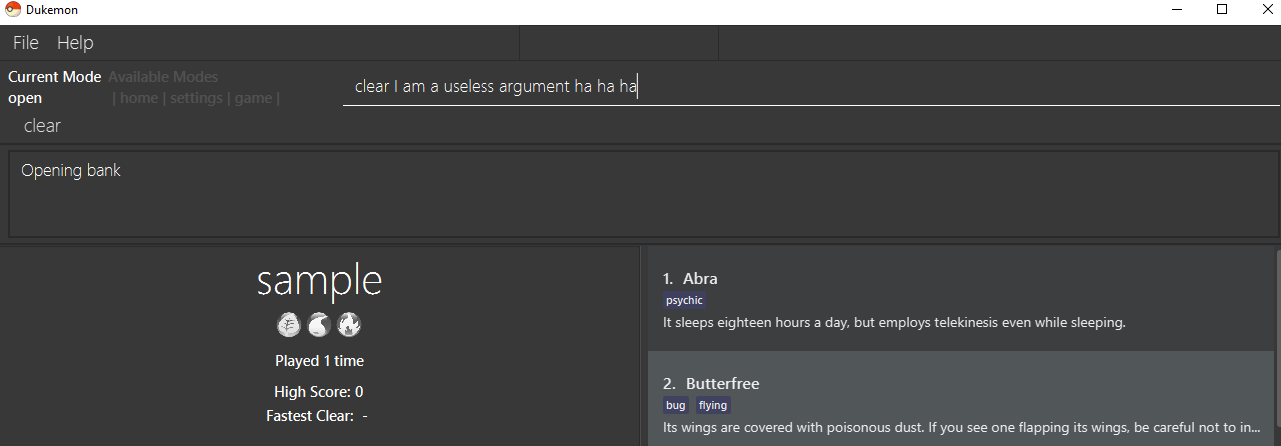 Dukemon
File Help
Current Mode Available Modes
open | home | settings | game |
clear I am a useless argument ha ha ha
clear
Opening bank
sample
Played 1 time
High Score: 0
Fastest Clear: -
1. Abra
psychic
It sleeps eighteen hours a day, but employs telekinesis even while sleeping.
2. Butterfree
bug flying
Its wings are covered with poisonous dust. If you see one flapping its wings, be careful not to in...